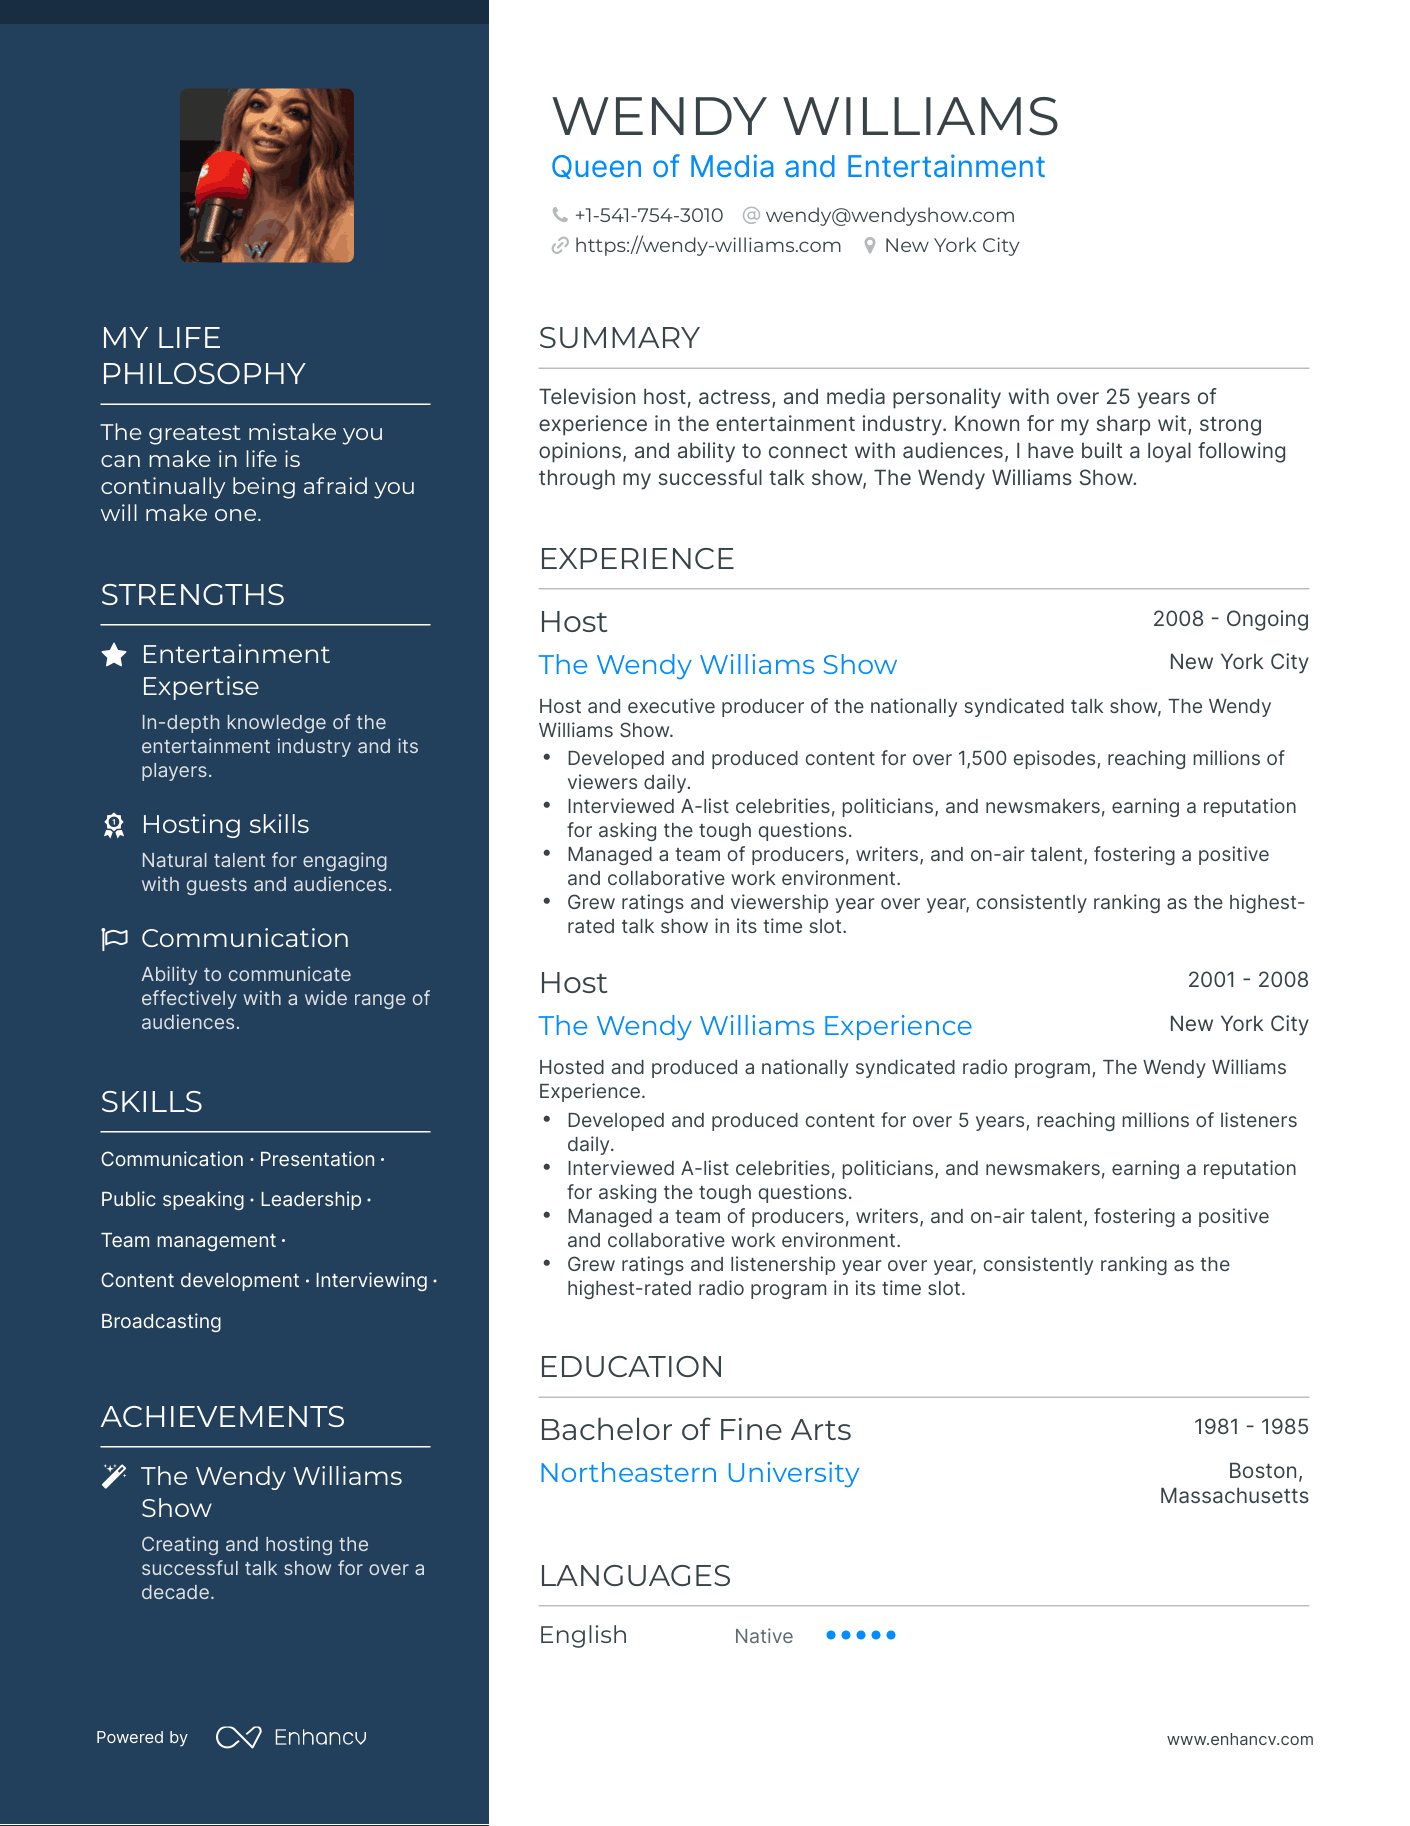 WENDY WILLIAMS
Queen of Media and Entertainment
+1-541-754-3010 @ wendy@wendyshow.com
https://wendy-williams.com New York City
MY LIFE
PHILOSOPHY
The greatest mistake you
can make in life is
continually being afraid you
will make one.
STRENGTHS
Entertainment
Expertise
In-depth knowledge of the
entertainment industry and its
players.
Hosting skills
Natural talent for engaging
with guests and audiences.
Communication
Ability to communicate
effectively with a wide range of
audiences.
SKILLS
Communication · Presentation ·
Public speaking · Leadership ·
Team management ·
Content development · Interviewing ·
Broadcasting
ACHIEVEMENTS
The Wendy Williams
Show
Creating and hosting the
successful talk show for over a
decade.
SUMMARY
Television host, actress, and media personality with over 25 years of
experience in the entertainment industry. Known for my sharp wit, strong
opinions, and ability to connect with audiences, I have built a loyal following
through my successful talk show, The Wendy Williams Show.
EXPERIENCE
Host 2008 - Ongoing
The Wendy Williams Show New York City
Host and executive producer of the nationally syndicated talk show, The Wendy
Williams Show.
• Developed and produced content for over 1,500 episodes, reaching millions of
viewers daily.
• Interviewed A-list celebrities, politicians, and newsmakers, earning a reputation
for asking the tough questions.
• Managed a team of producers, writers, and on-air talent, fostering a positive
and collaborative work environment.
• Grew ratings and viewership year over year, consistently ranking as the highest-
rated talk show in its time slot.
Host 2001 - 2008
The Wendy Williams Experience New York City
Hosted and produced a nationally syndicated radio program, The Wendy Williams
Experience.
• Developed and produced content for over 5 years, reaching millions of listeners
daily.
• Interviewed A-list celebrities, politicians, and newsmakers, earning a reputation
for asking the tough questions.
• Managed a team of producers, writers, and on-air talent, fostering a positive
and collaborative work environment.
• Grew ratings and listenership year over year, consistently ranking as the
highest-rated radio program in its time slot.
EDUCATION
Bachelor of Fine Arts 1981 - 1985
Northeastern University Boston,
Massachusetts
LANGUAGES
English Native
Powered by Enhancv
www.enhancv.com